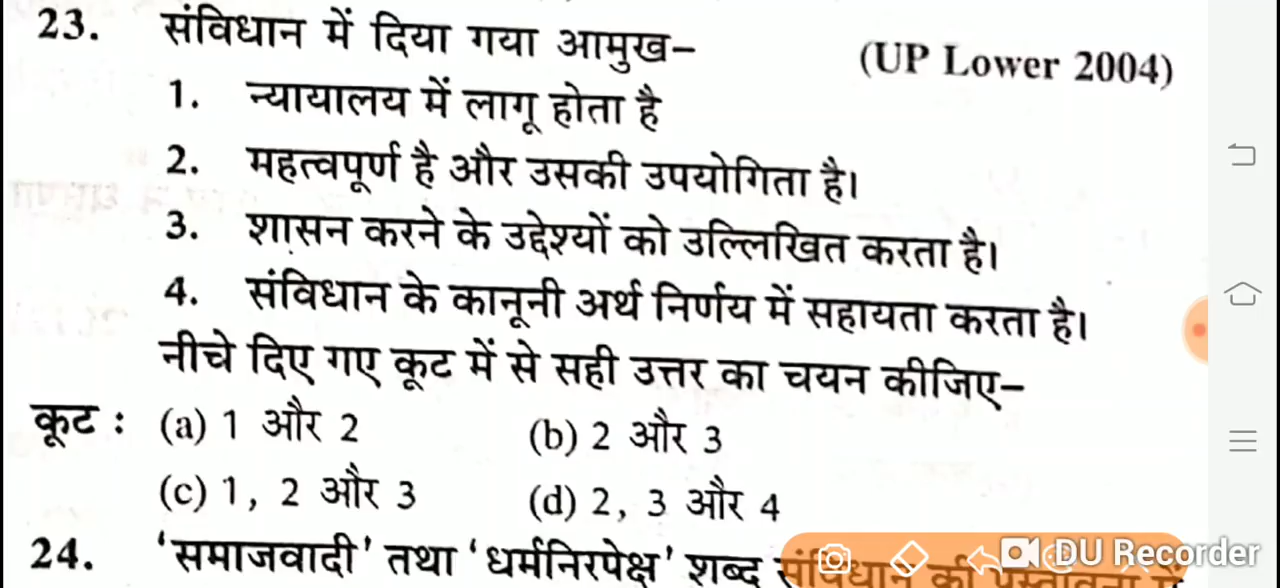 23. संविधान में दिया गया आमुख– (UP Lower 2004)
1. न्यायालय में लागू होता है
2. महत्वपूर्ण है और उसकी उपयोगिता है।
3. शासन करने के उद्देश्यों को उल्लिखित करता है।
4. संविधान के कानूनी अर्थ निर्णय में सहायता करता है।
नीचे दिए गए कूट में से सही उत्तर का चयन कीजिए–
कूट : (a) 1 और 2 (b) 2 और 3
(c) 1, 2 और 3 (d) 2, 3 और 4
24. 'समाजवादी' तथा 'धर्मनिरपेक्ष' शब्द संविधान की प्रस्तावना में
DU Recorder